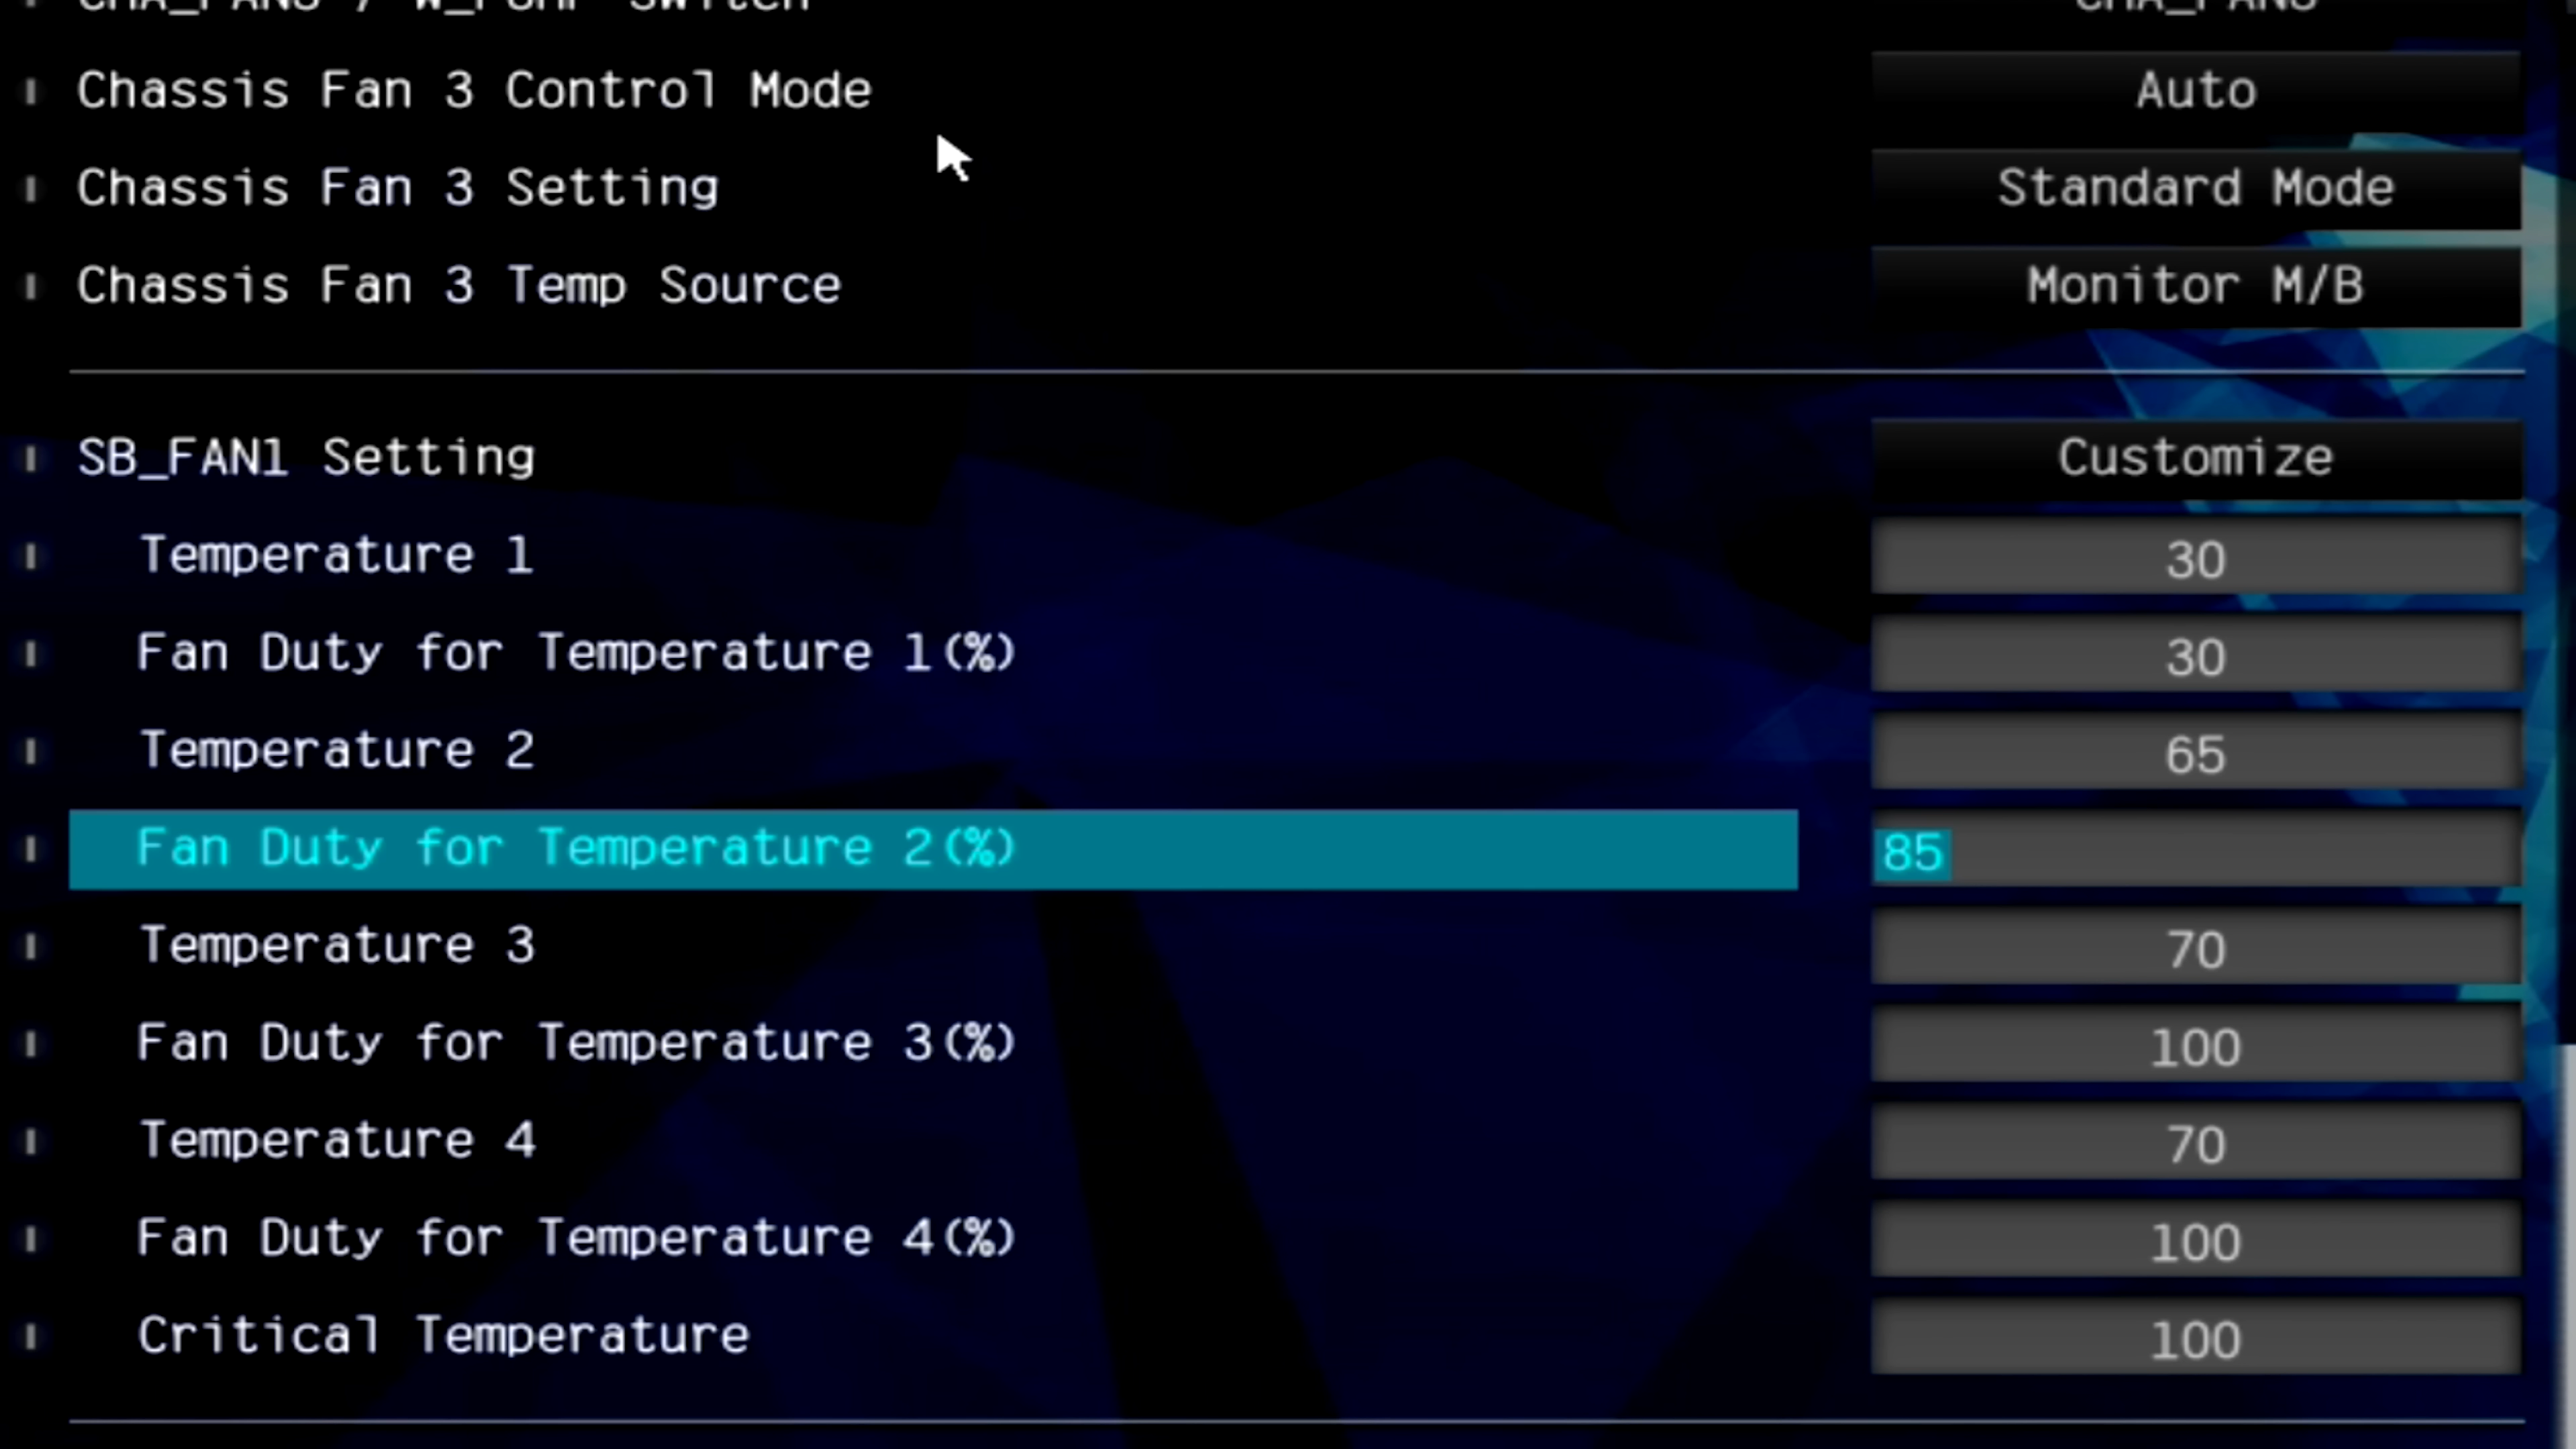 Chassis Fan 3 Control Mode Auto
Chassis Fan 3 Setting Standard Mode
Chassis Fan 3 Temp Source Monitor M/B
SB_FAN1 Setting Customize
Temperature 1 30
Fan Duty for Temperature 1(%) 30
Temperature 2 65
Fan Duty for Temperature 2(%) 85
Temperature 3 70
Fan Duty for Temperature 3(%) 100
Temperature 4 70
Fan Duty for Temperature 4(%) 100
Critical Temperature 100